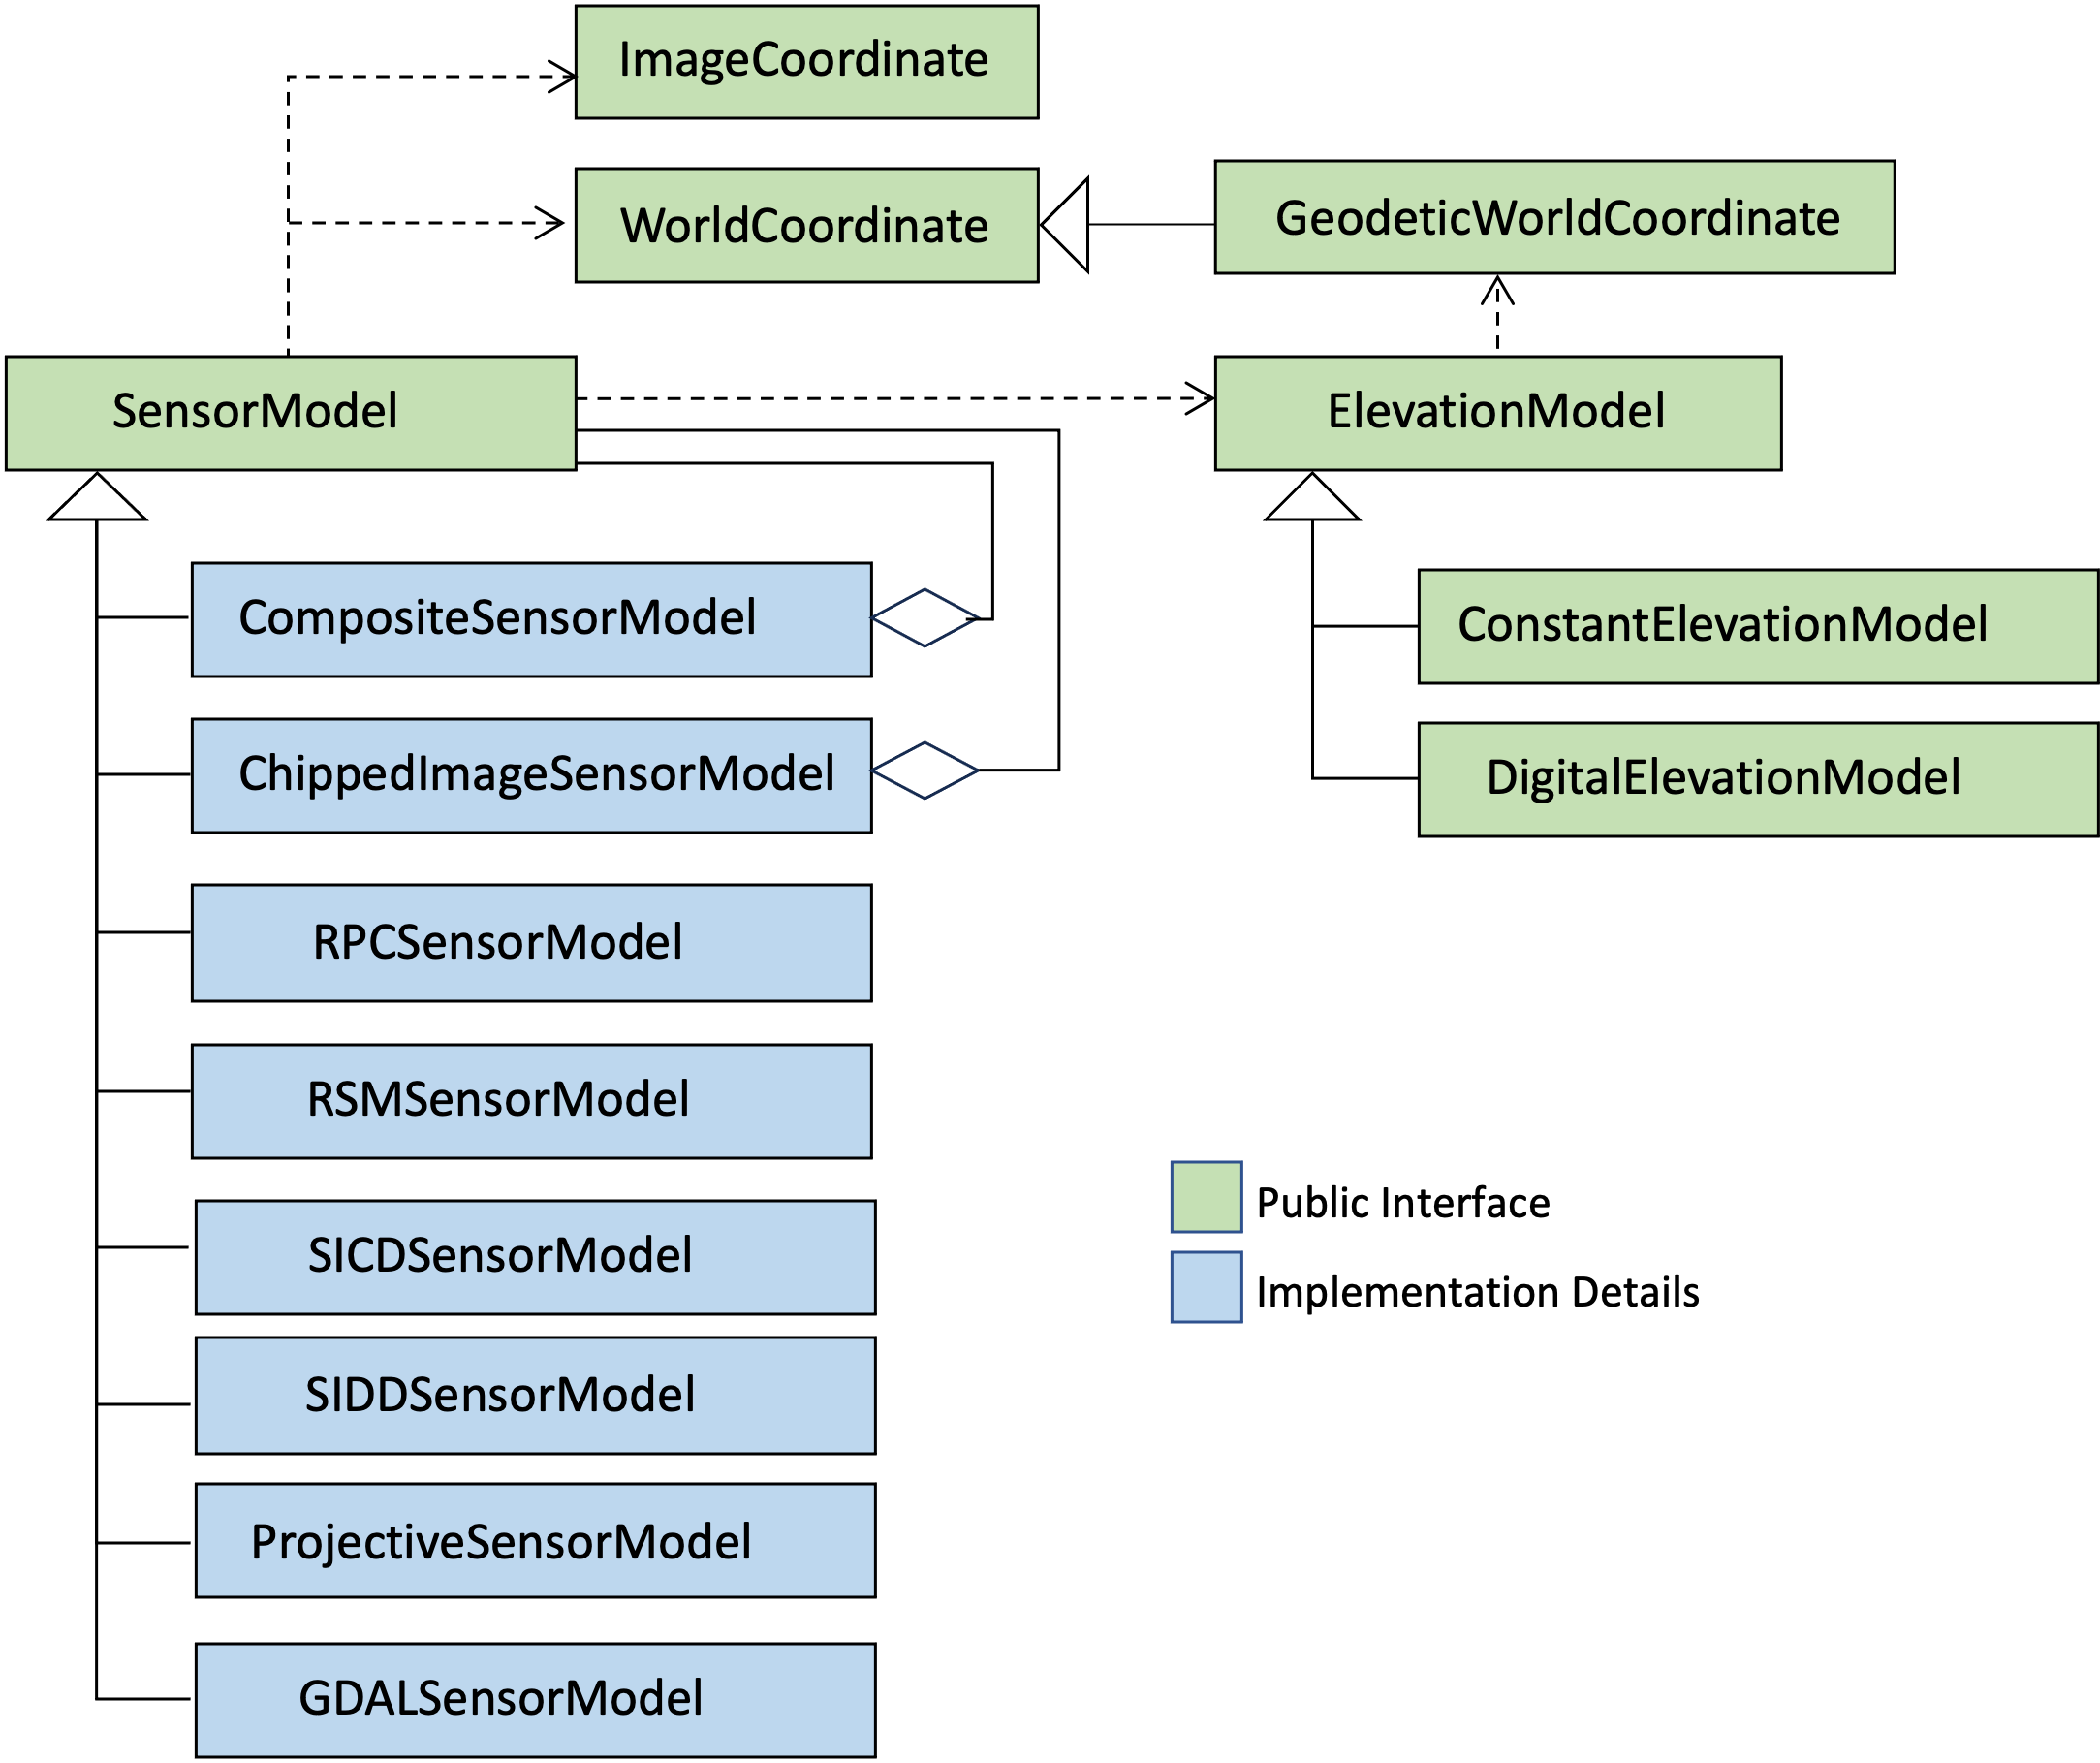 ImageCoordinate
WorldCoordinate
GeodeticWorldCoordinate
SensorModel
ElevationModel
CompositeSensorModel
ConstantElevationModel
ChippedImageSensorModel
DigitalElevationModel
RPCSensorModel
RSMSensorModel
SICDSensorModel
SIDDSensorModel
ProjectiveSensorModel
GDALSensorModel
Public Interface
Implementation Details